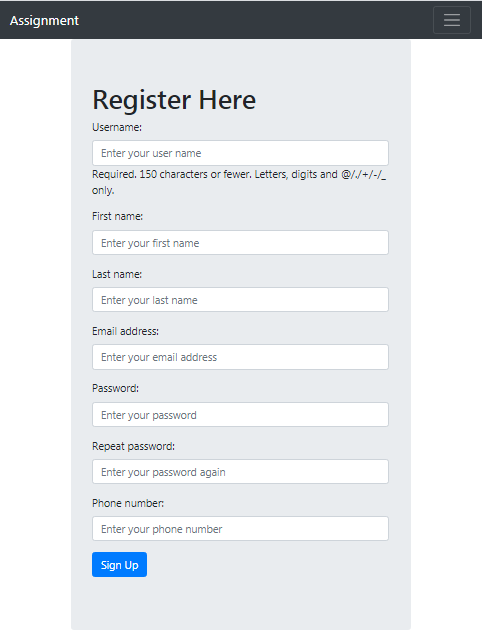 Assignment
Register Here
Username:
Enter your user name
Required. 150 characters or fewer. Letters, digits and @/./+/-/_
only.
First name:
Enter your first name
Last name:
Enter your last name
Email address:
Enter your email address
Password:
Enter your password
Repeat password:
Enter your password again
Phone number:
Enter your phone number
Sign Up